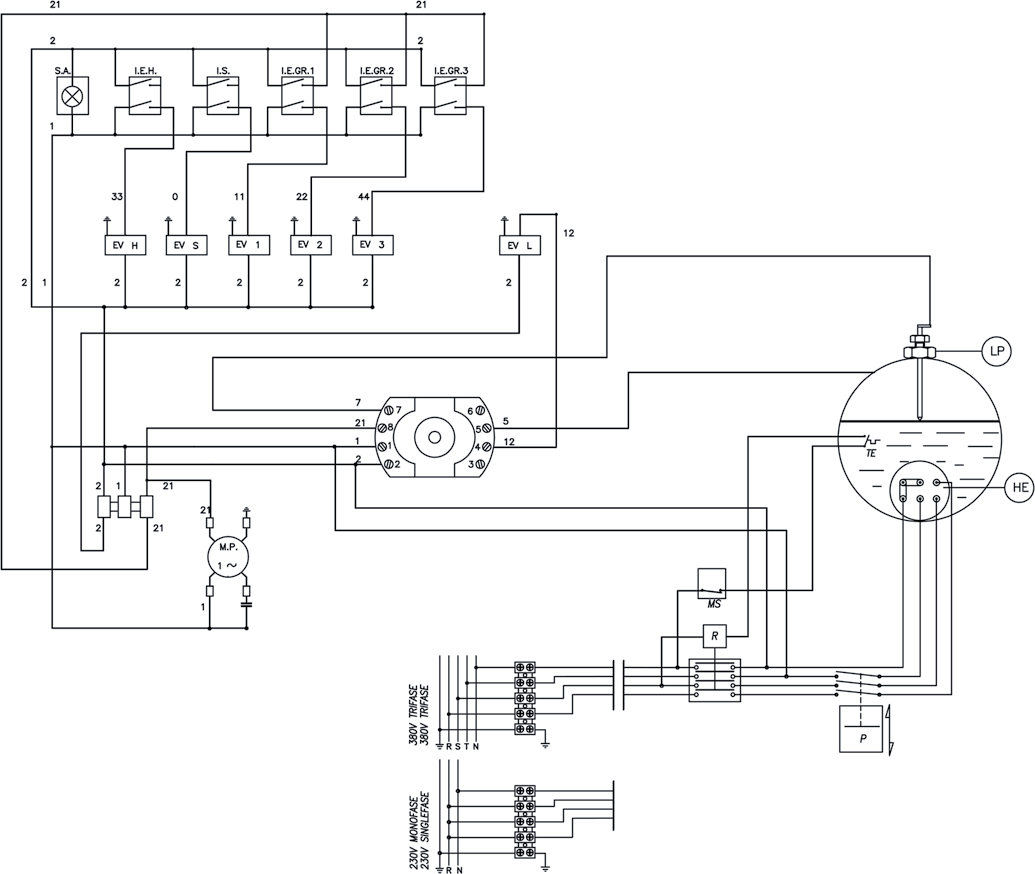 21 21
2 2
S.A. I.E.H. I.S. I.E.GR.1 I.E.GR.2 I.E.GR.3
1
33 0 11 22 44
12
EV H EV S EV 1 EV 2 EV 3 EV L
2 1 2 2 2 2 2 2
LP
7 7 6
21 8 5 5
1 1 4 12
2 2 3
TE
2 1 21
HE
21
2 21
M.P.
1 ~
1
MS
R
380V TRIFASE
380V TRIFASE
P
R S T N
230V MONOFASE
230V SINGLEFASE
R N